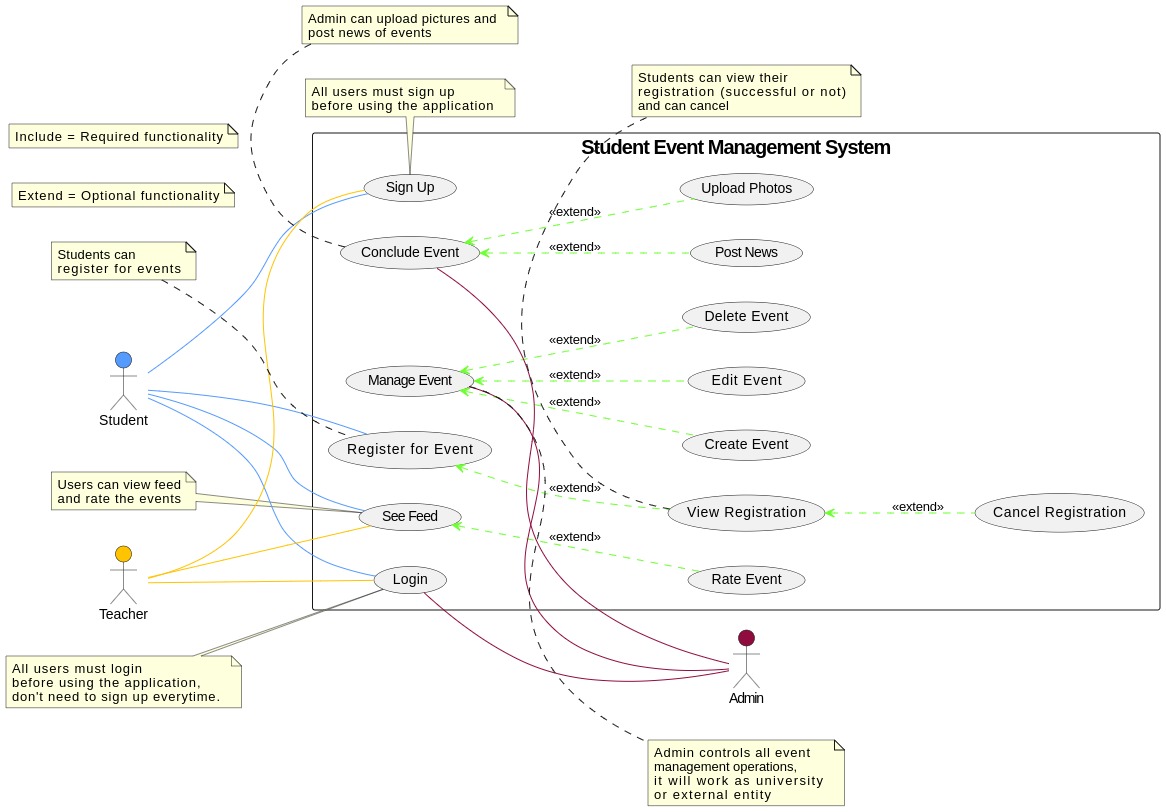 Admin can upload pictures and
post news of events
All users must sign up
before using the application
Students can view their
registration (successful or not)
and can cancel
Include = Required functionality
Extend = Optional functionality
Student Event Management System
Sign Up
Upload Photos
«extend»
Students can
register for events
Conclude Event
«extend»
Post News
Delete Event
«extend»
Manage Event
«extend»
Edit Event
«extend»
Student
Register for Event
Create Event
Users can view feed
and rate the events
«extend»
See Feed
View Registration
«extend»
Cancel Registration
«extend»
Login
Rate Event
Teacher
All users must login
before using the application,
don't need to sign up everytime.
Admin
Admin controls all event
management operations,
it will work as university
or external entity